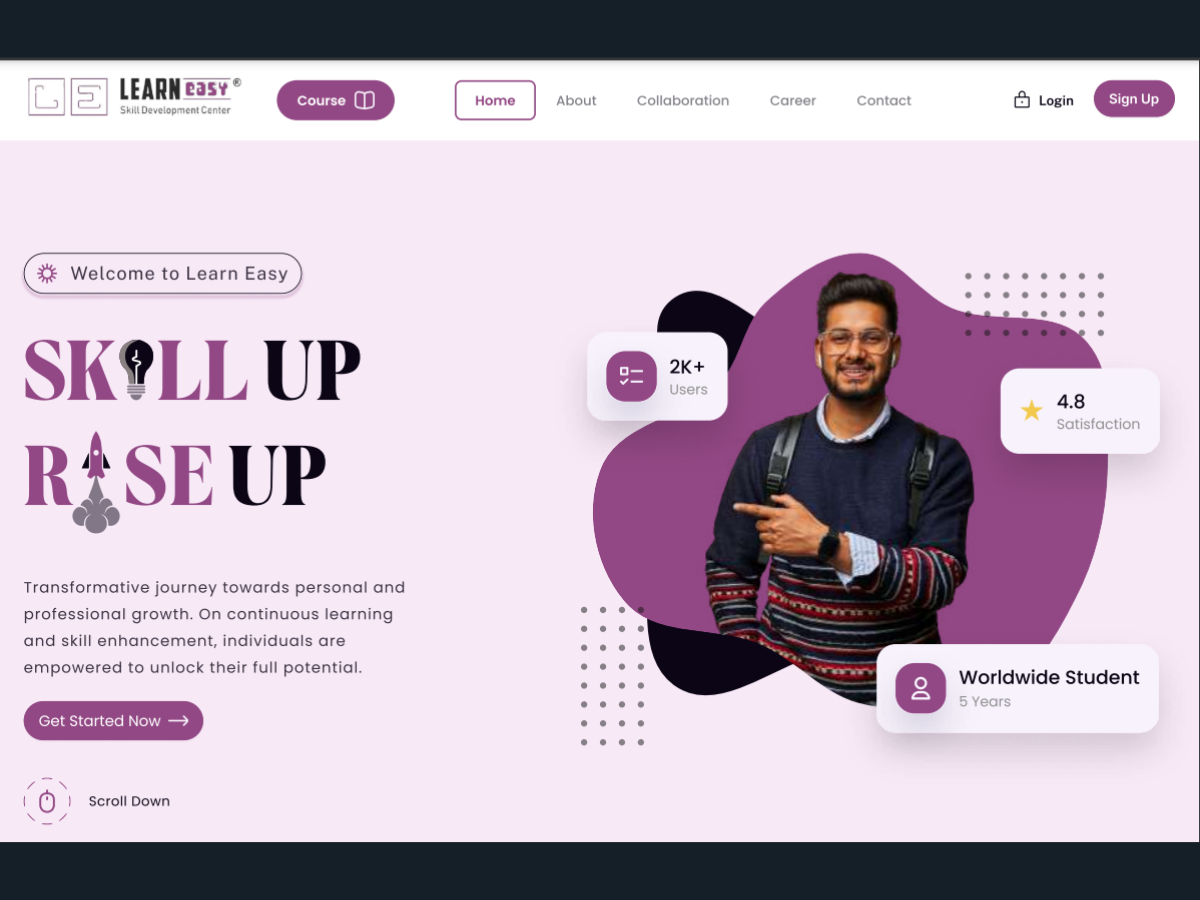 LE LEARN easy®
Skill Development Center
Course
Home
About
Collaboration
Career
Contact
Login
Sign Up
Welcome to Learn Easy
SKILL UP
RISE UP
Transformative journey towards personal and
professional growth. On continuous learning
and skill enhancement, individuals are
empowered to unlock their full potential.
Get Started Now
Scroll Down
2K+
Users
4.8
Satisfaction
Worldwide Student
5 Years